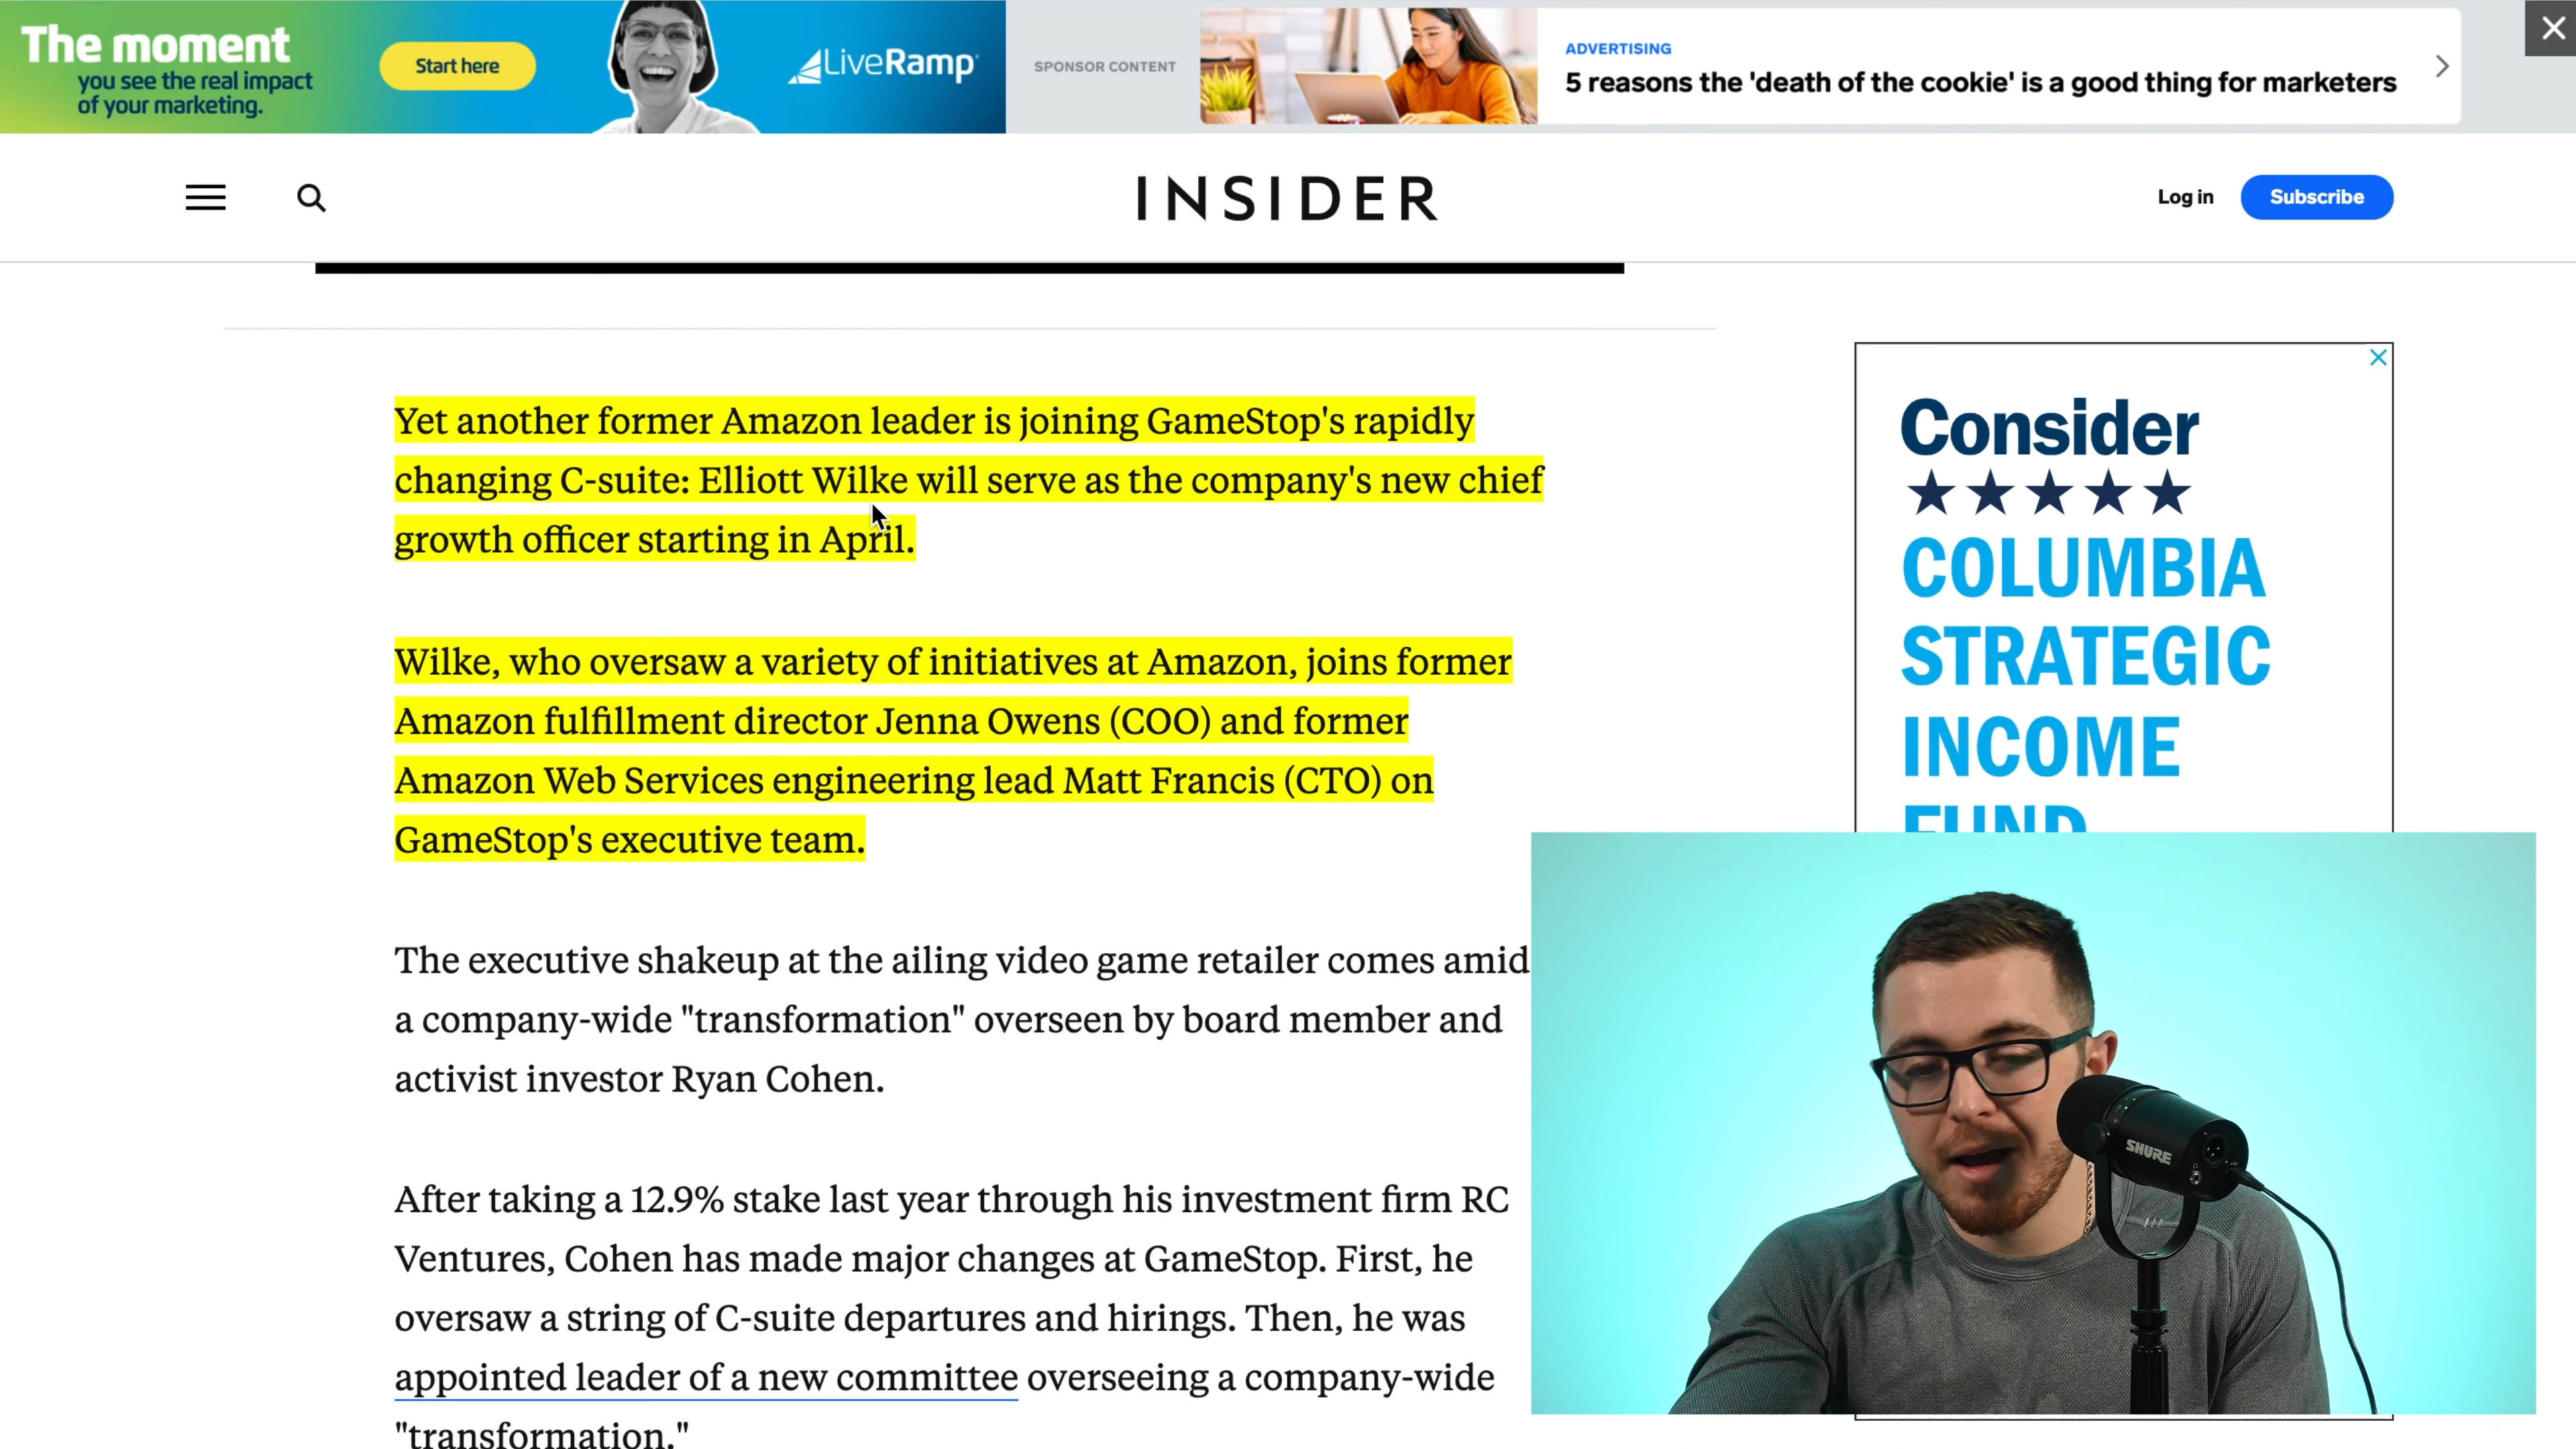 The moment
you see the real impact
of your marketing.
Start here
LiveRamp
SPONSOR CONTENT
ADVERTISING
5 reasons the 'death of the cookie' is a good thing for marketers
INSIDER
Log in
Subscribe
Yet another former Amazon leader is joining GameStop's rapidly
changing C-suite: Elliott Wilke will serve as the company's new chief
growth officer starting in April.
Wilke, who oversaw a variety of initiatives at Amazon, joins former
Amazon fulfillment director Jenna Owens (COO) and former
Amazon Web Services engineering lead Matt Francis (CTO) on
GameStop's executive team.
The executive shakeup at the ailing video game retailer comes amid
a company-wide "transformation" overseen by board member and
activist investor Ryan Cohen.
After taking a 12.9% stake last year through his investment firm RC
Ventures, Cohen has made major changes at GameStop. First, he
oversaw a string of C-suite departures and hirings. Then, he was
appointed leader of a new committee overseeing a company-wide
"transformation."
Consider
COLUMBIA
STRATEGIC
INCOME
FUND
SHURE